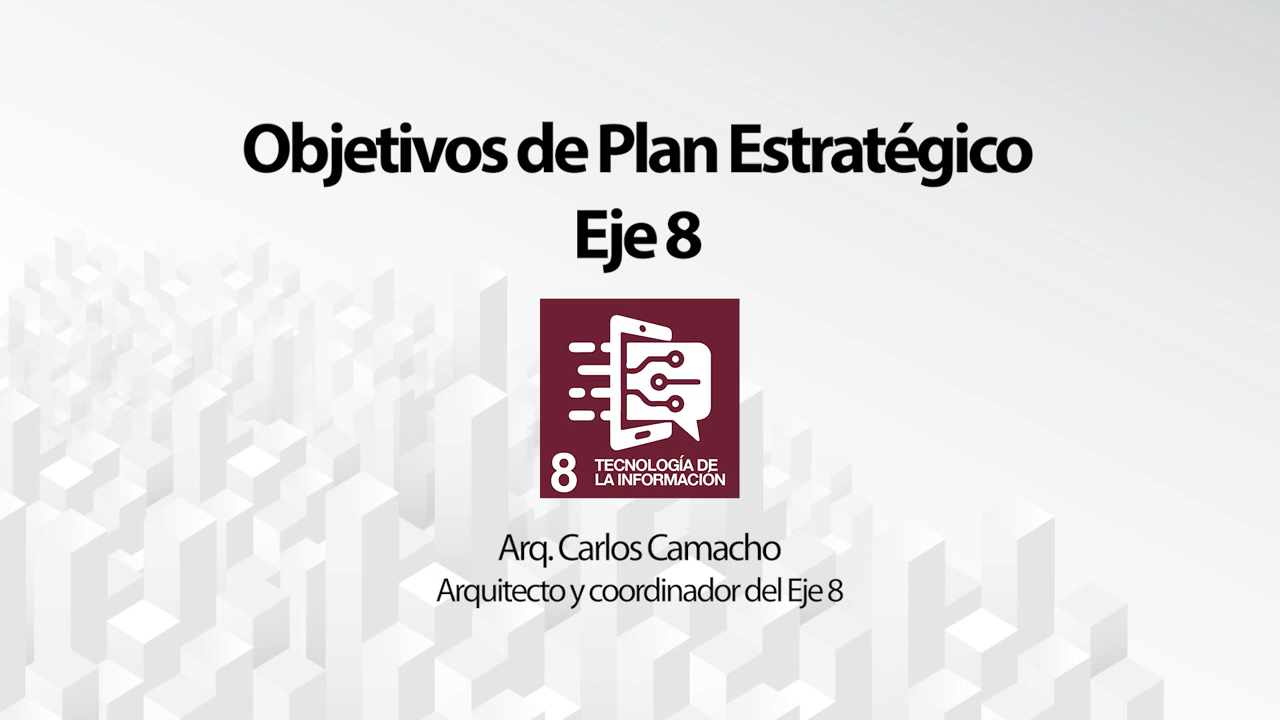 Objetivos de Plan Estratégico
Eje 8
8 TECNOLOGÍA DE
LA INFORMACIÓN
Arq. Carlos Camacho
Arquitecto y coordinador del Eje 8